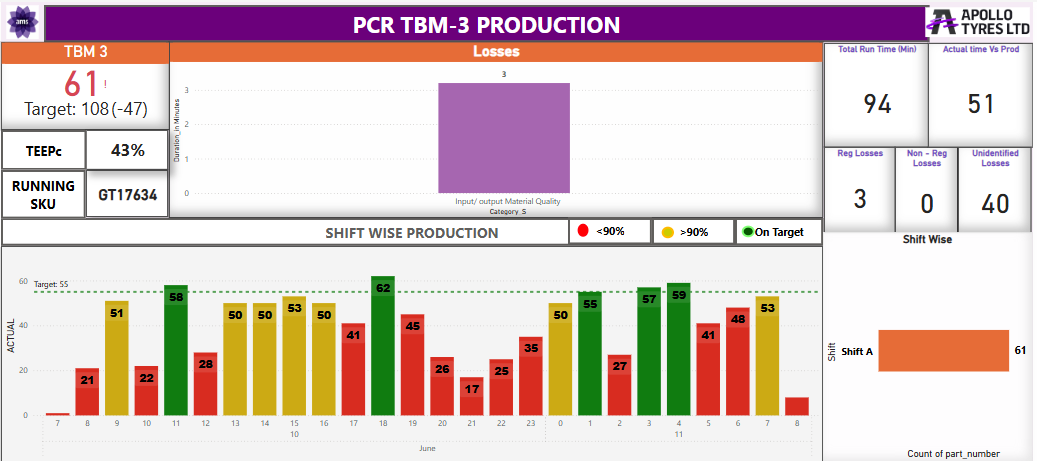 ams
PCR TBM-3 PRODUCTION
APOLLO
TYRES LTD
TBM 3
61!
Target: 108 (-47)
TEEPc
43%
RUNNING
SKU
GT17634
Losses
Duration_in Minutes
3
2
1
0
3
Input/ output Material Quality
Category_S
Total Run Time (Min)
94
Actual time Vs Prod
51
Reg Losses
3
Non - Reg
Losses
0
Unidentified
Losses
40
SHIFT WISE PRODUCTION
<90%
>90%
On Target
ACTUAL
60
40
20
0
Target: 55
21 51 22 58 28 50 50 53 50 41 62 45 26 17 25 35 50 55 27 57 59 41 48 53
7 8 9 10 11 12 13 14 15 16 17 18 19 20 21 22 23 0 1 2 3 4 5 6 7 8
10 11
June
Shift Wise
Shift
Shift A
61
Count of part_number